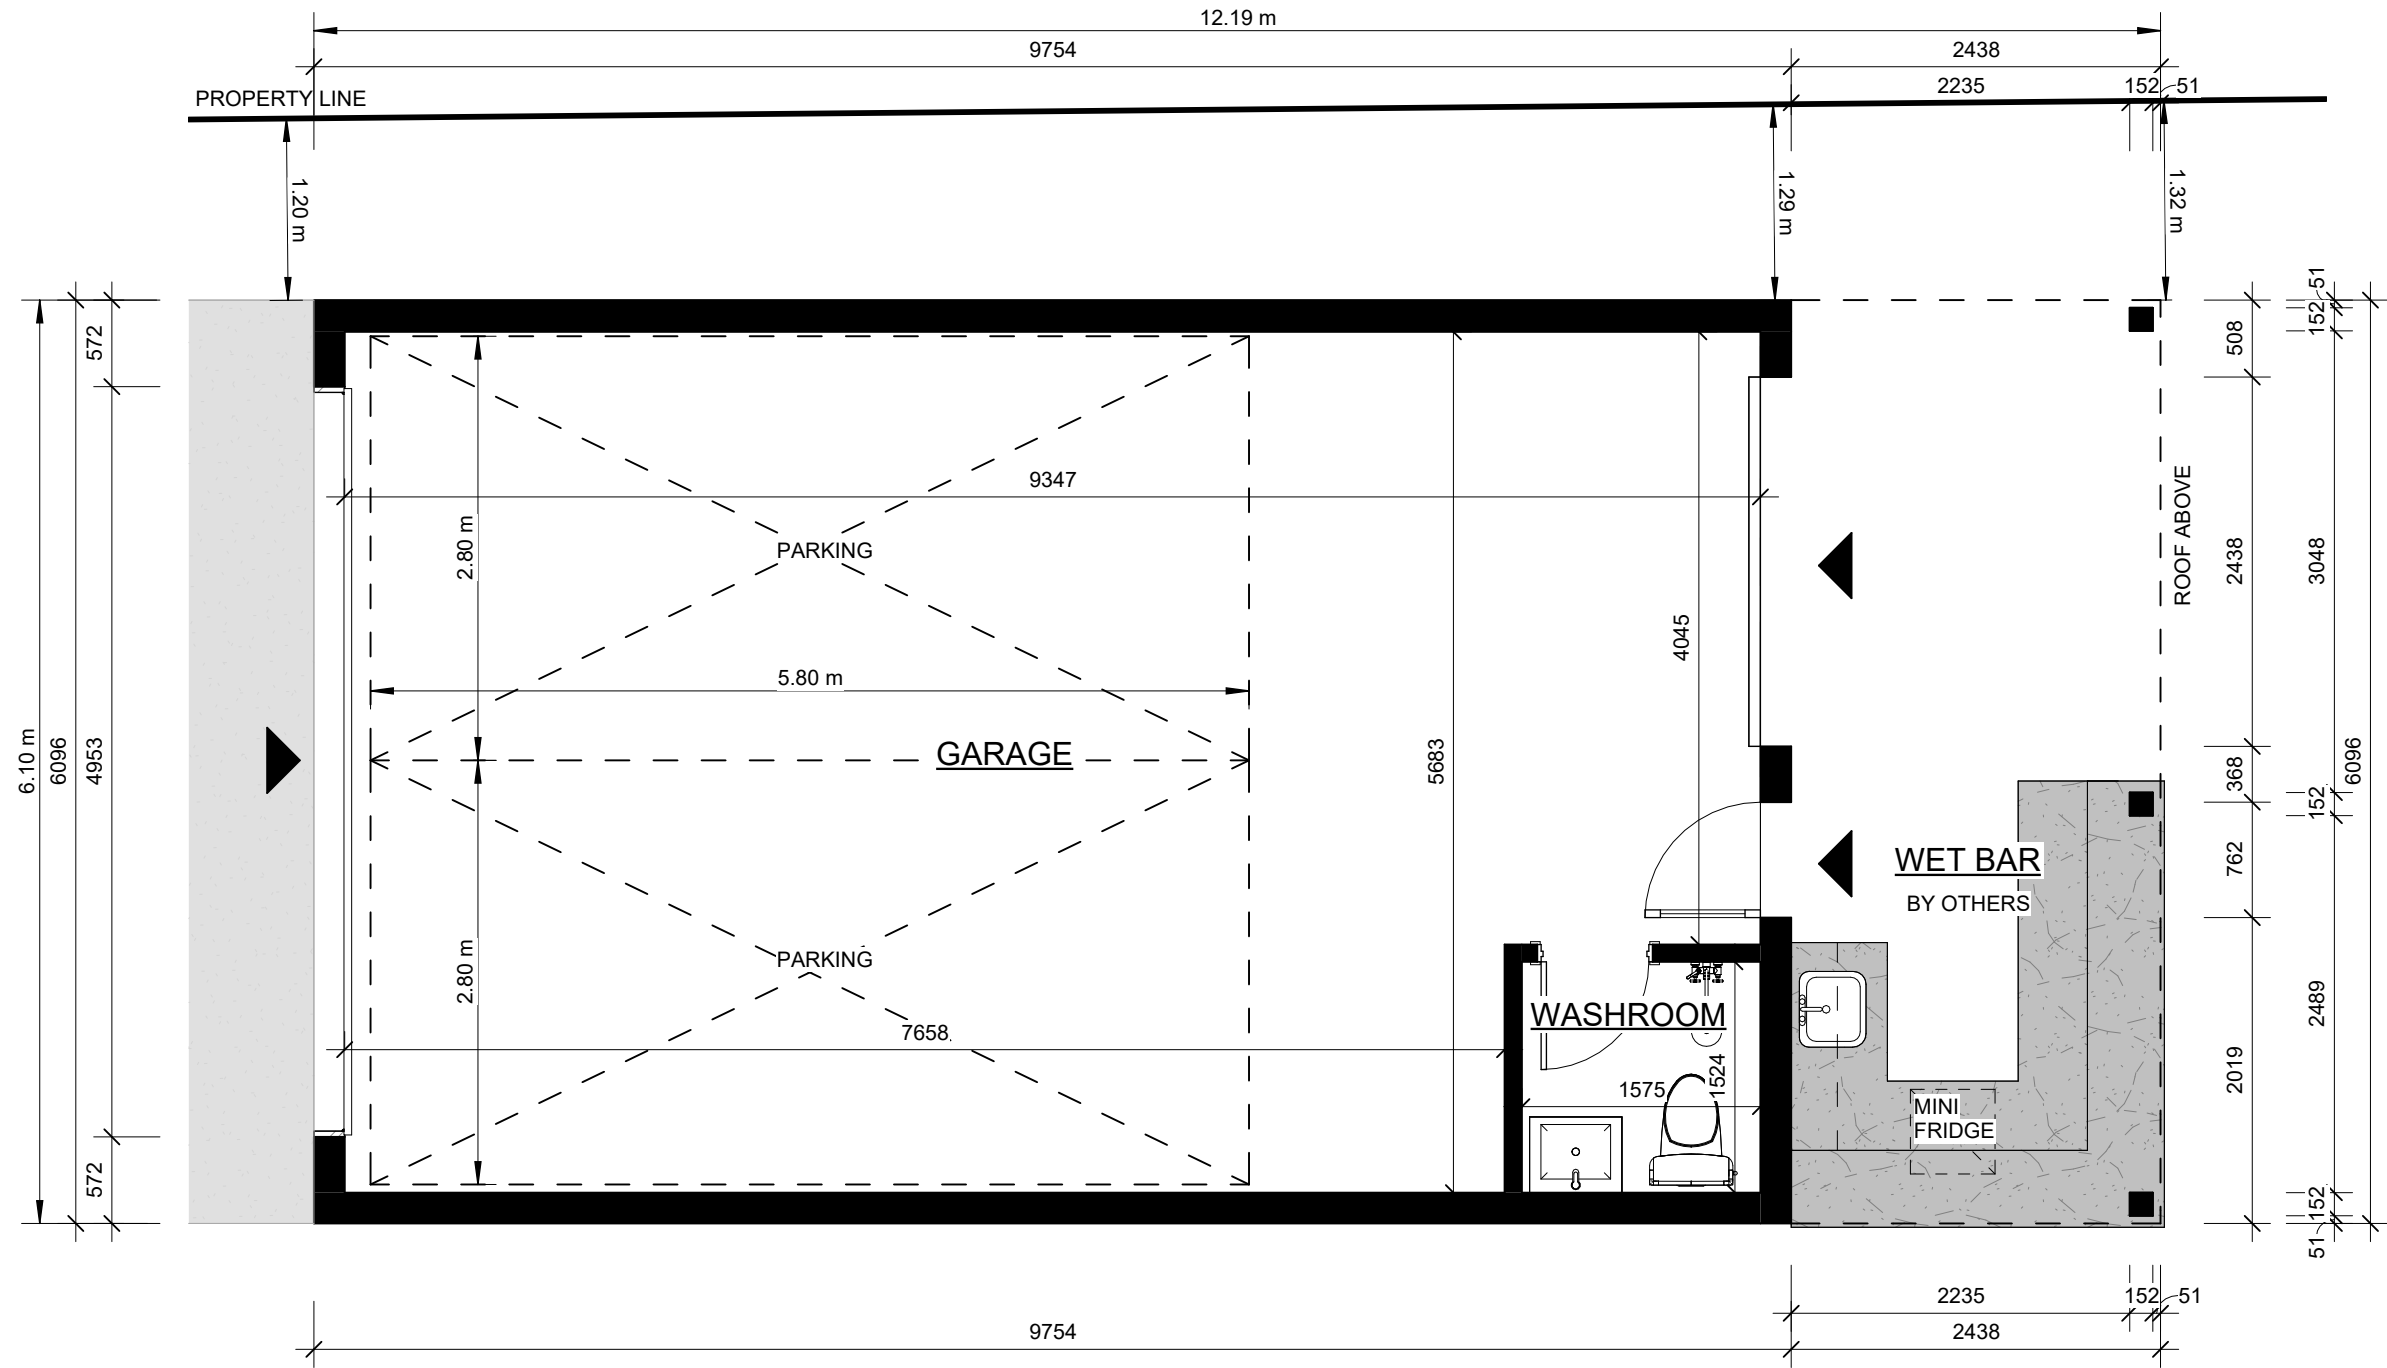 12.19 m
9754
2438
2235
152
51
PROPERTY LINE
1.20 m
1.29 m
1.32 m
572
4953
572
6096
6.10 m
508
2438
368
762
2019
51
152
3048
152
2489
152
51
6096
9347
2.80 m
PARKING
5.80 m
GARAGE
2.80 m
PARKING
7658
5683
4045
ROOF ABOVE
WET BAR
BY OTHERS
WASHROOM
1575
1524
MINI
FRIDGE
2235
152
51
9754
2438